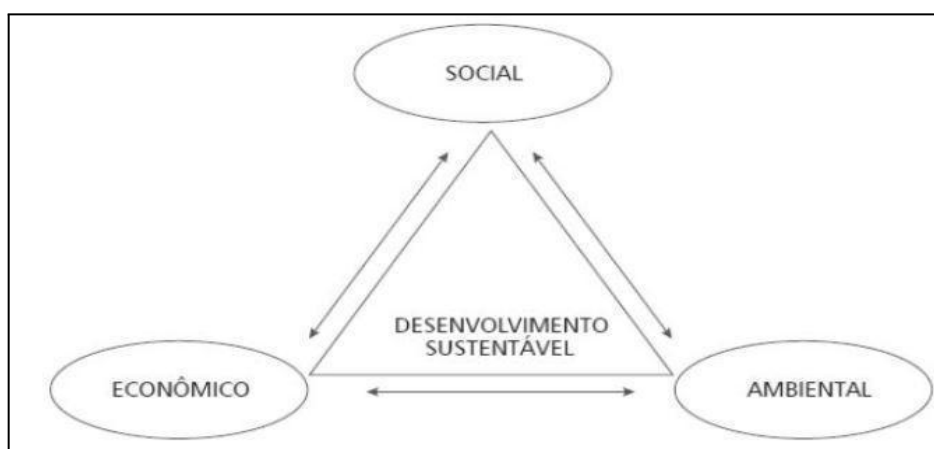 SOCIAL
DESENVOLVIMENTO
SUSTENTÁVEL
ECONÔMICO
AMBIENTAL